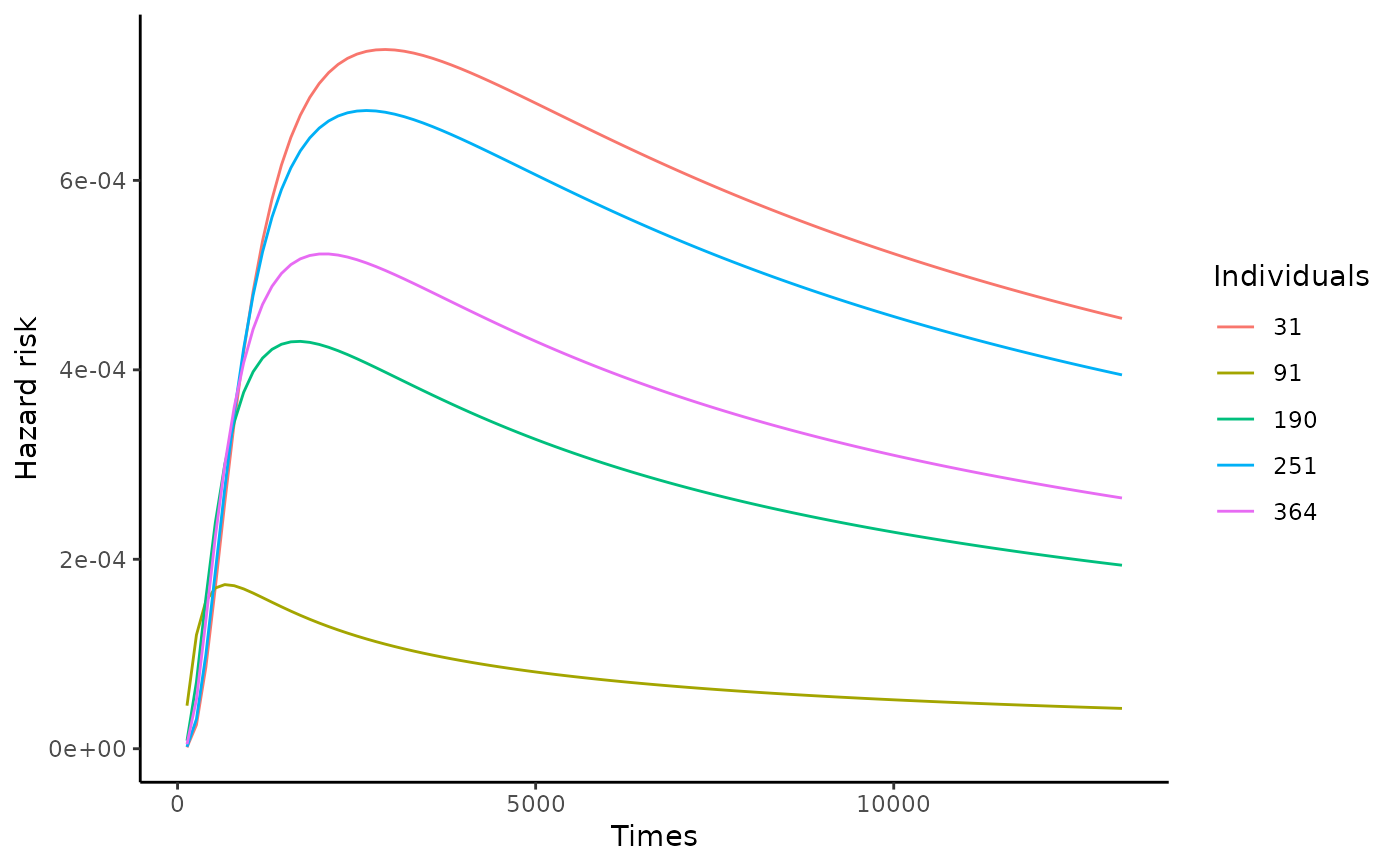 Hazard risk
6e-04
4e-04
2e-04
0e+00
0
5000
10000
Times
Individuals
31
91
190
251
364